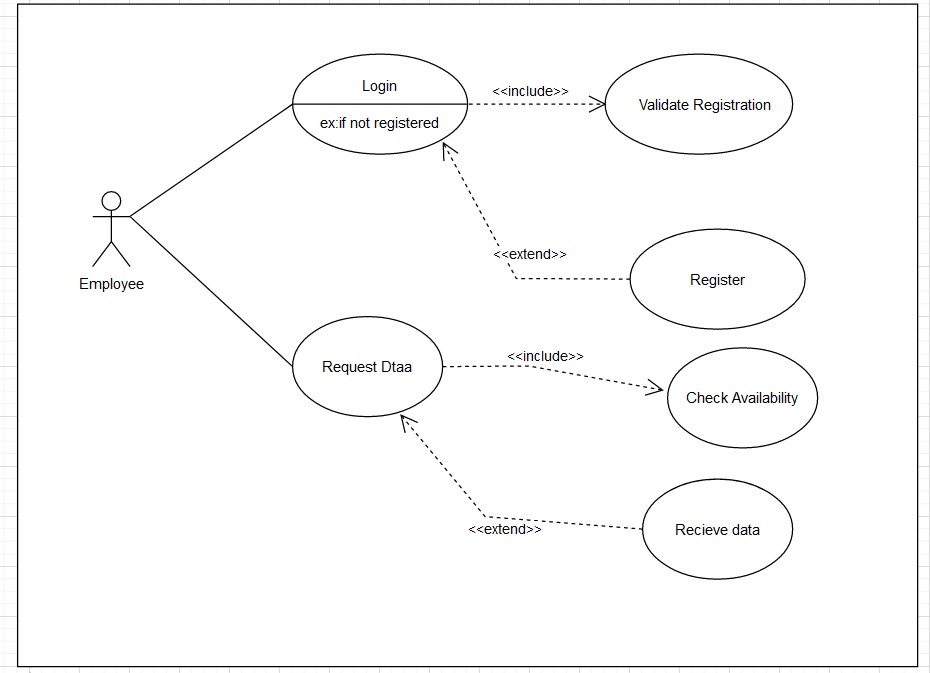 Login
ex:if not registered
<<include>>
Validate Registration
<<extend>>
Register
Employee
Request Dtaa
<<include>>
Check Availability
<<extend>>
Recieve data